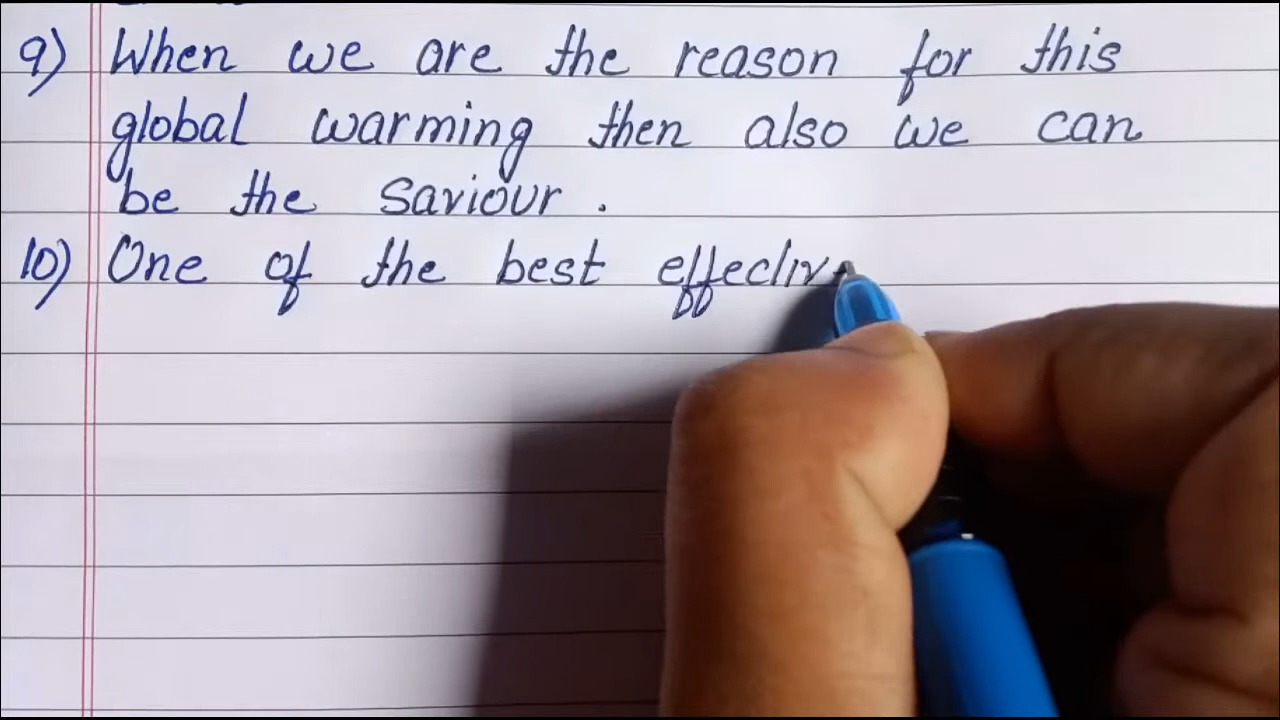 9) When we are the reason for this
global warming then also we can
be the saviour .
10) One of the best effectiv